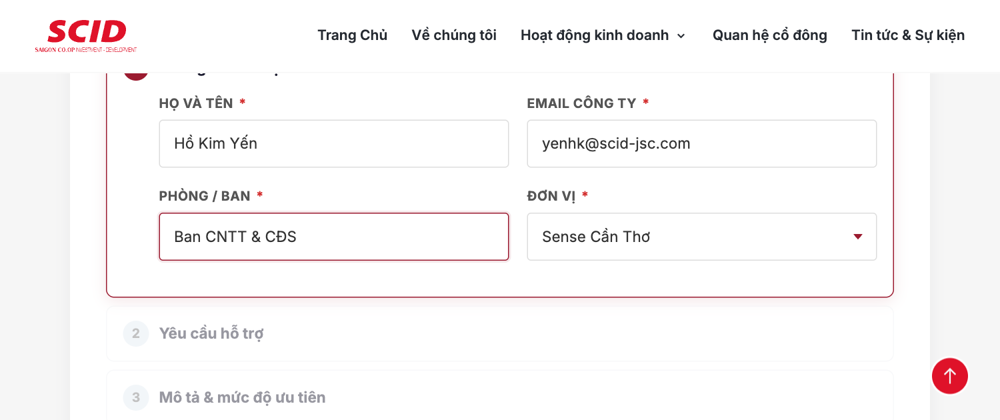 SCID
SAIGON CO.OP INVESTMENT - DEVELOPMENT
Trang Chủ
Về chúng tôi
Hoạt động kinh doanh
Quan hệ cổ đông
Tin tức & Sự kiện
HỌ VÀ TÊN *
EMAIL CÔNG TY *
Hồ Kim Yến
yenhk@scid-jsc.com
PHÒNG / BAN *
ĐƠN VỊ *
Ban CNTT & CĐS
Sense Cần Thơ
2 Yêu cầu hỗ trợ
3 Mô tả & mức độ ưu tiên